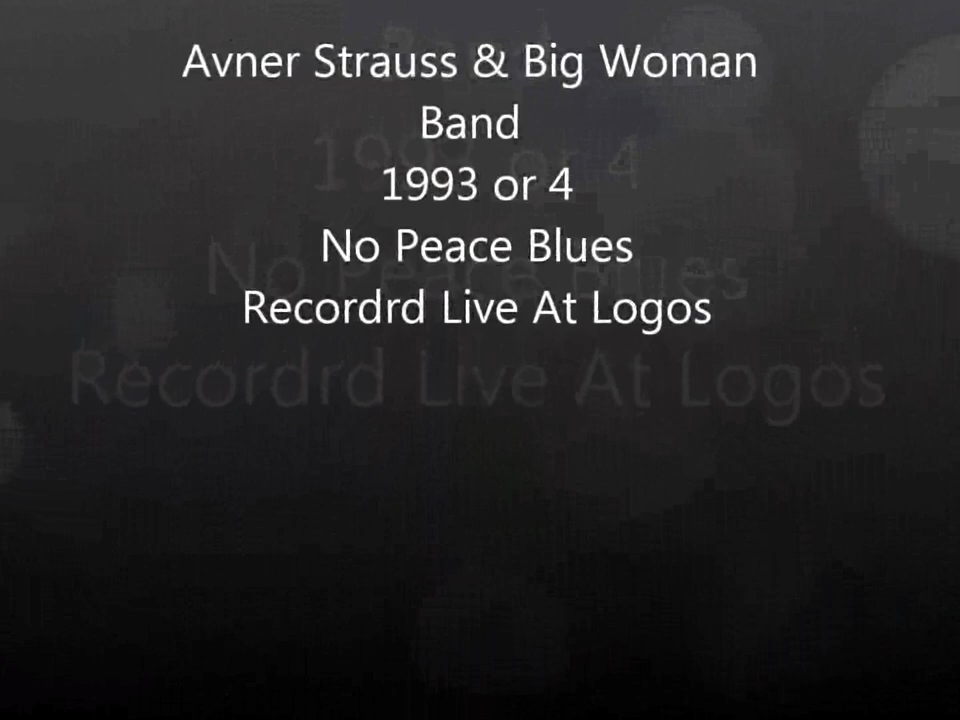 Avner Strauss & Big Woman
Band
1993 or 4
No Peace Blues
Recordrd Live At Logos